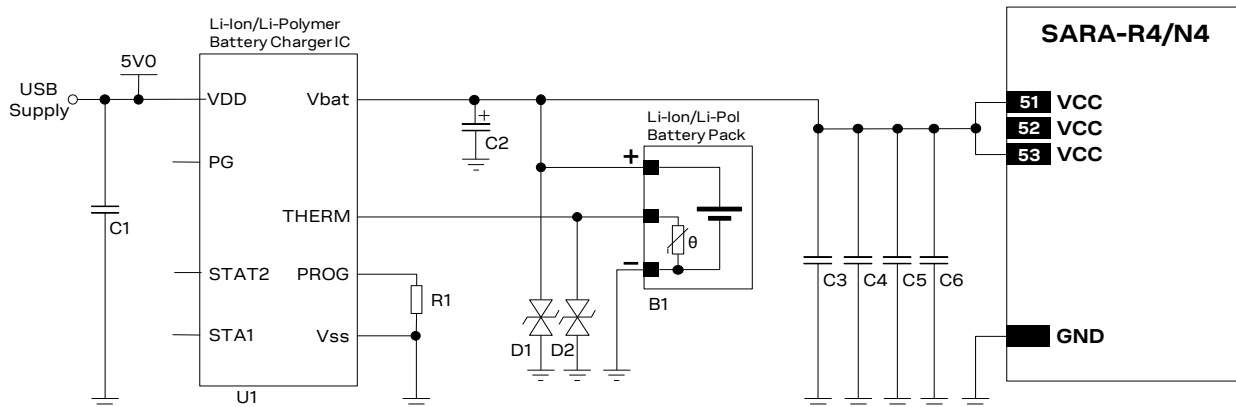 Li-Ion/Li-Polymer
Battery Charger IC
SARA-R4/N4
5V0
USB
Supply
VDD
Vbat
51 VCC
52 VCC
53 VCC
Li-Ion/Li-Pol
Battery Pack
+
C2
+
PG
C1
THERM
θ
STAT2
PROG
–
C3
C4
C5
C6
R1
B1
STA1
Vss
D1
D2
GND
U1